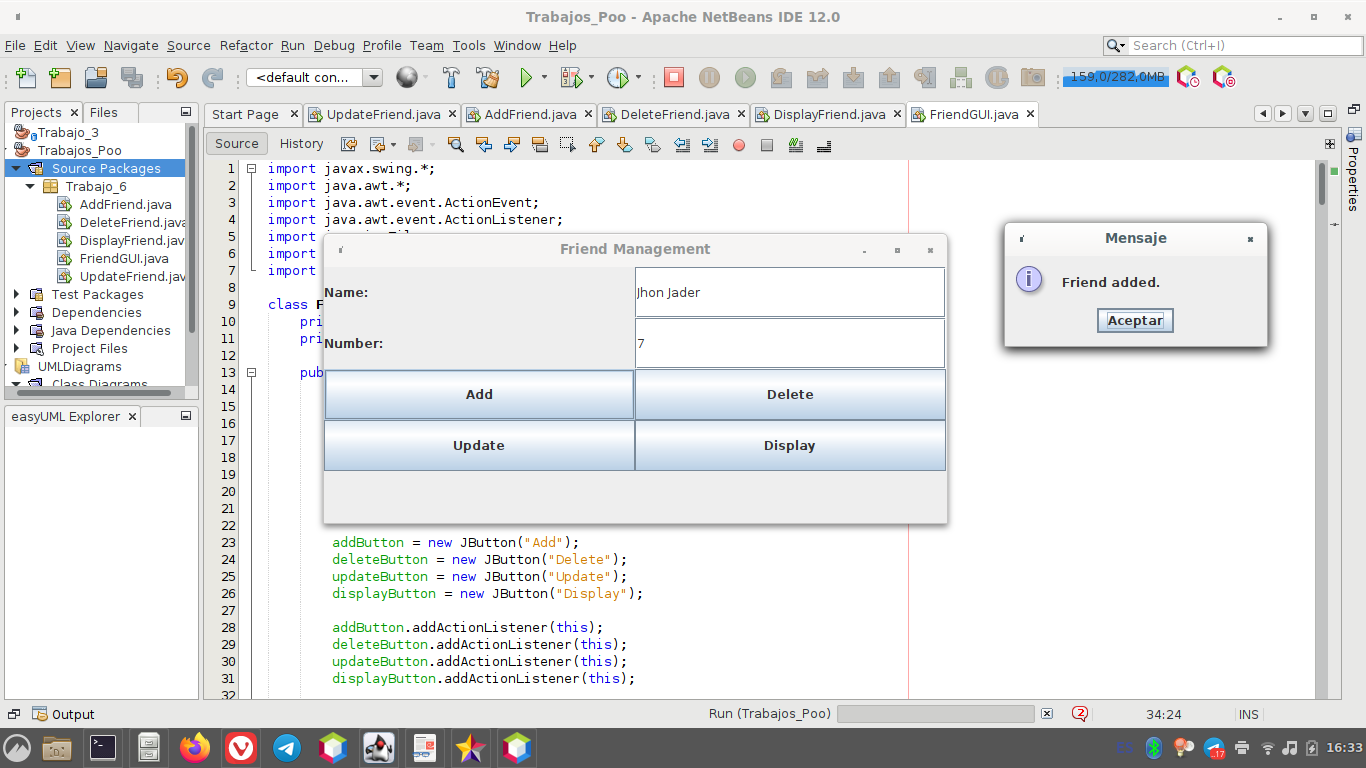 Trabajos_Poo - Apache NetBeans IDE 12.0
File Edit View Navigate Source Refactor Run Debug Profile Team Tools Window Help
Search (Ctrl+I)
<default con...
159,0/282,0MB
Projects
Files
Start Page
UpdateFriend.java
AddFriend.java
DeleteFriend.java
DisplayFriend.java
FriendGUI.java
Trabajo_3
Trabajos_Poo
Source Packages
Trabajo_6
AddFriend.java
DeleteFriend.java
DisplayFriend.jav
FriendGUI.java
UpdateFriend.jav
Test Packages
Dependencies
Java Dependencies
Project Files
UMLDiagrams
Class Diagrams
easyUML Explorer
Source
History
Properties
1 import javax.swing.*;
2 import java.awt.*;
3 import java.awt.event.ActionEvent;
4 import java.awt.event.ActionListener;
5 import
6 import
7 import
8
9 class F
10 pri
11 pri
12
13 pub
14
15
16
17
18
19
20
21
22
23 addButton = new JButton("Add");
24 deleteButton = new JButton("Delete");
25 updateButton = new JButton("Update");
26 displayButton = new JButton("Display");
27
28 addButton.addActionListener(this);
29 deleteButton.addActionListener(this);
30 updateButton.addActionListener(this);
31 displayButton.addActionListener(this);
32
Friend Management
Name:
Jhon Jader
Number:
7
Add
Delete
Update
Display
Mensaje
Friend added.
Aceptar
Output
Run (Trabajos_Poo)
2
34:24
INS
ES
17
16:33